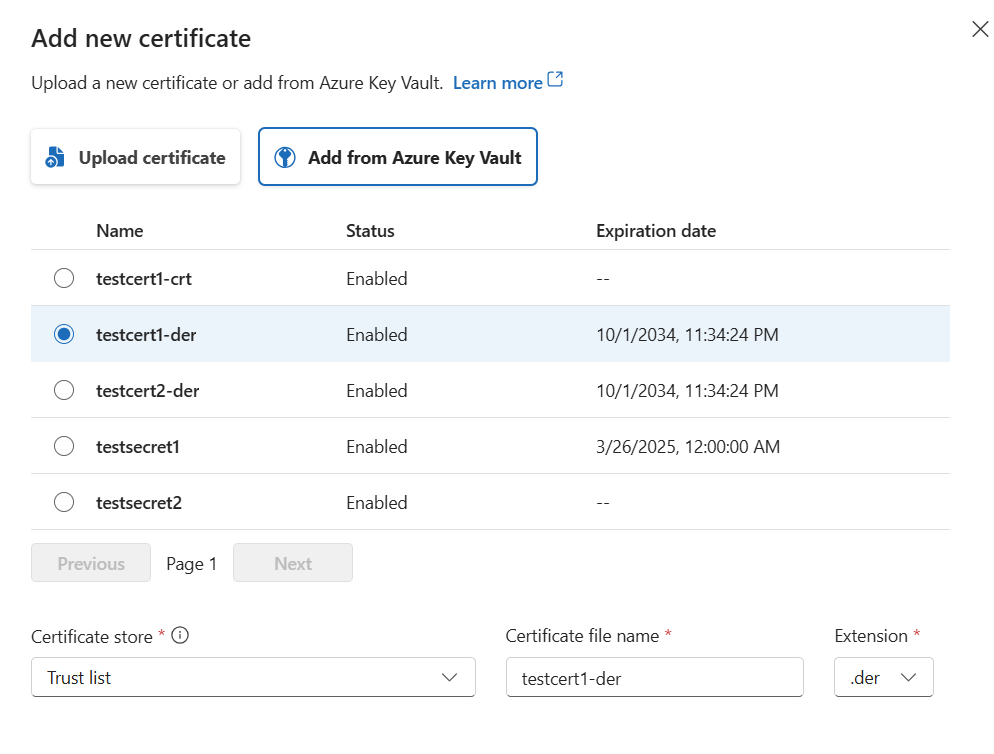 Add new certificate
Upload a new certificate or add from Azure Key Vault. Learn more
Upload certificate Add from Azure Key Vault
Name Status Expiration date
testcert1-crt Enabled --
testcert1-der Enabled 10/1/2034, 11:34:24 PM
testcert2-der Enabled 10/1/2034, 11:34:24 PM
testsecret1 Enabled 3/26/2025, 12:00:00 AM
testsecret2 Enabled --
Previous Page 1 Next
Certificate store * Certificate file name * Extension *
Trust list testcert1-der .der